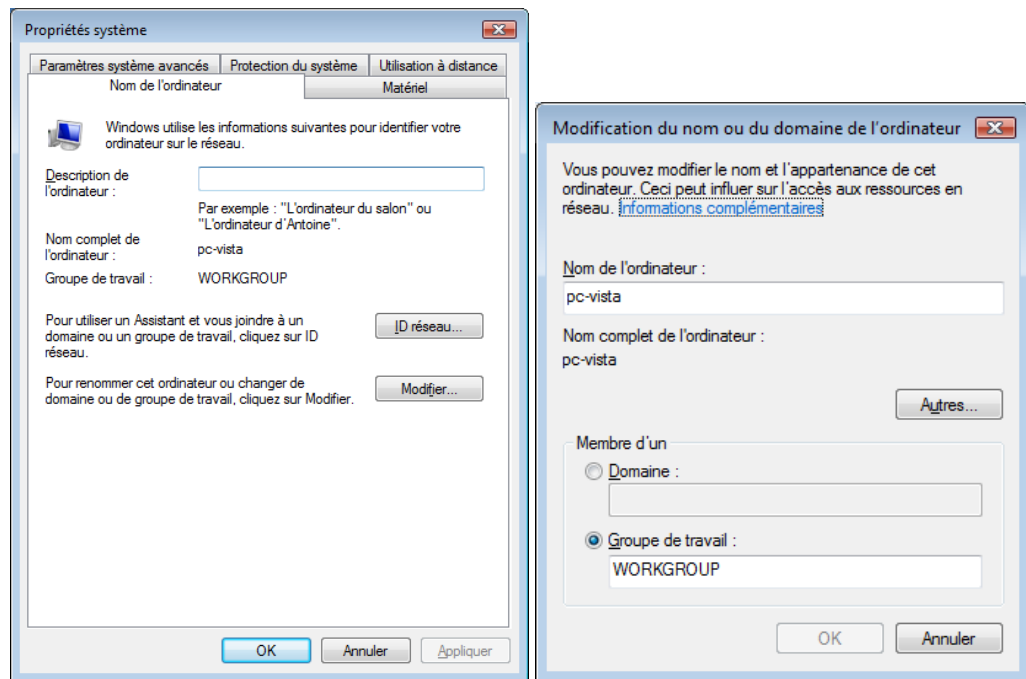 Propriétés système
Paramètres système avancés
Protection du système
Utilisation à distance
Nom de l'ordinateur
Matériel
Windows utilise les informations suivantes pour identifier votre
ordinateur sur le réseau.
Description de
l'ordinateur :
Par exemple : "L'ordinateur du salon" ou
"L'ordinateur d'Antoine".
Nom complet de
l'ordinateur :
pc-vista
Groupe de travail :
WORKGROUP
Pour utiliser un Assistant et vous joindre à un
domaine ou un groupe de travail, cliquez sur ID
réseau.
ID réseau...
Pour renommer cet ordinateur ou changer de
domaine ou de groupe de travail, cliquez sur Modifier.
Modifier...
OK
Annuler
Appliquer
Modification du nom ou du domaine de l'ordinateur
Vous pouvez modifier le nom et l'appartenance de cet
ordinateur. Ceci peut influer sur l'accès aux ressources en
réseau. Informations complémentaires
Nom de l'ordinateur :
pc-vista
Nom complet de l'ordinateur :
pc-vista
Autres...
Membre d'un
Domaine :
Groupe de travail :
WORKGROUP
OK
Annuler